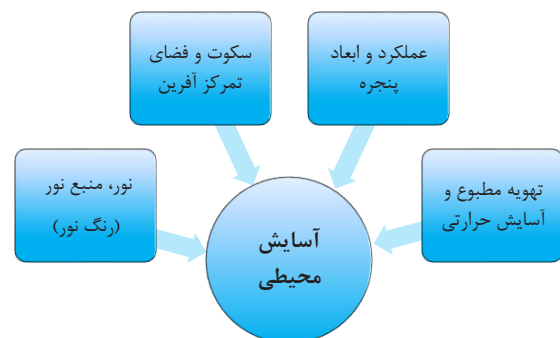 عملکرد و ابعاد
پنجره
سکوت و فضای
تمرکز آفرین
تهویه مطبوع و
آسایش حرارتی
نور، منبع نور
(رنگ نور)
آسایش
محیطی